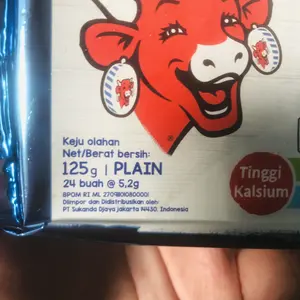 Keju olahan
Net/Berat bersih:
125g | PLAIN
24 buah @ 5,2g
BPOM RI ML 270981080001
Diimpor dan Didistribusikan oleh:
PT Sukanda Djaya Jakarta 14430, Indonesia
Tinggi
Kalsium